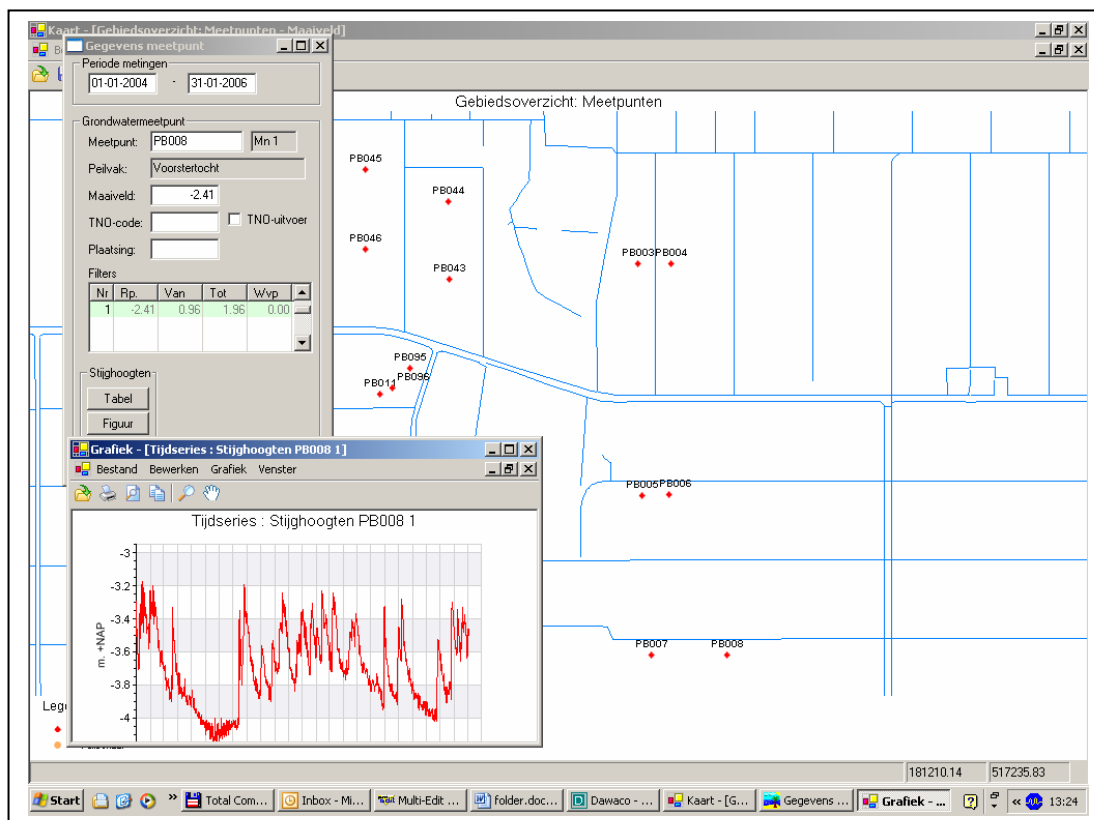 Kaart - [Gebiedsoverzicht: Meetpunten - Maaiveld]
Gegevens meetpunt
Periode metingen
01-01-2004 - 31-01-2006
Grondwatermeetpunt
Meetpunt: PB008 Mn 1
Peilvak: Voorstertocht
Maaiveld: -2.41
TNO-code: TNO-uitvoer
Plaatsing:
Filters
Nr Rp. Van Tot Wvp
1 -2.41 0.96 1.96 0.00
Stijghoogten
Tabel
Figuur
Gebiedsoverzicht: Meetpunten
PB045
PB044
PB046
PB043
PB003 PB004
PB095
PB011 PB096
PB005 PB006
PB007 PB008
Grafiek - [Tijdseries : Stijghoogten PB008 1]
Bestand Bewerken Grafiek Venster
Tijdseries : Stijghoogten PB008 1
m. +NAP
-3
-3.2
-3.4
-3.6
-3.8
-4
181210.14 517235.83
Start » Total Com... Inbox - Mi... Multi-Edit ... folder.doc... Dawaco - ... Kaart - [G... Gegevens ... Grafiek - ... « 13:24